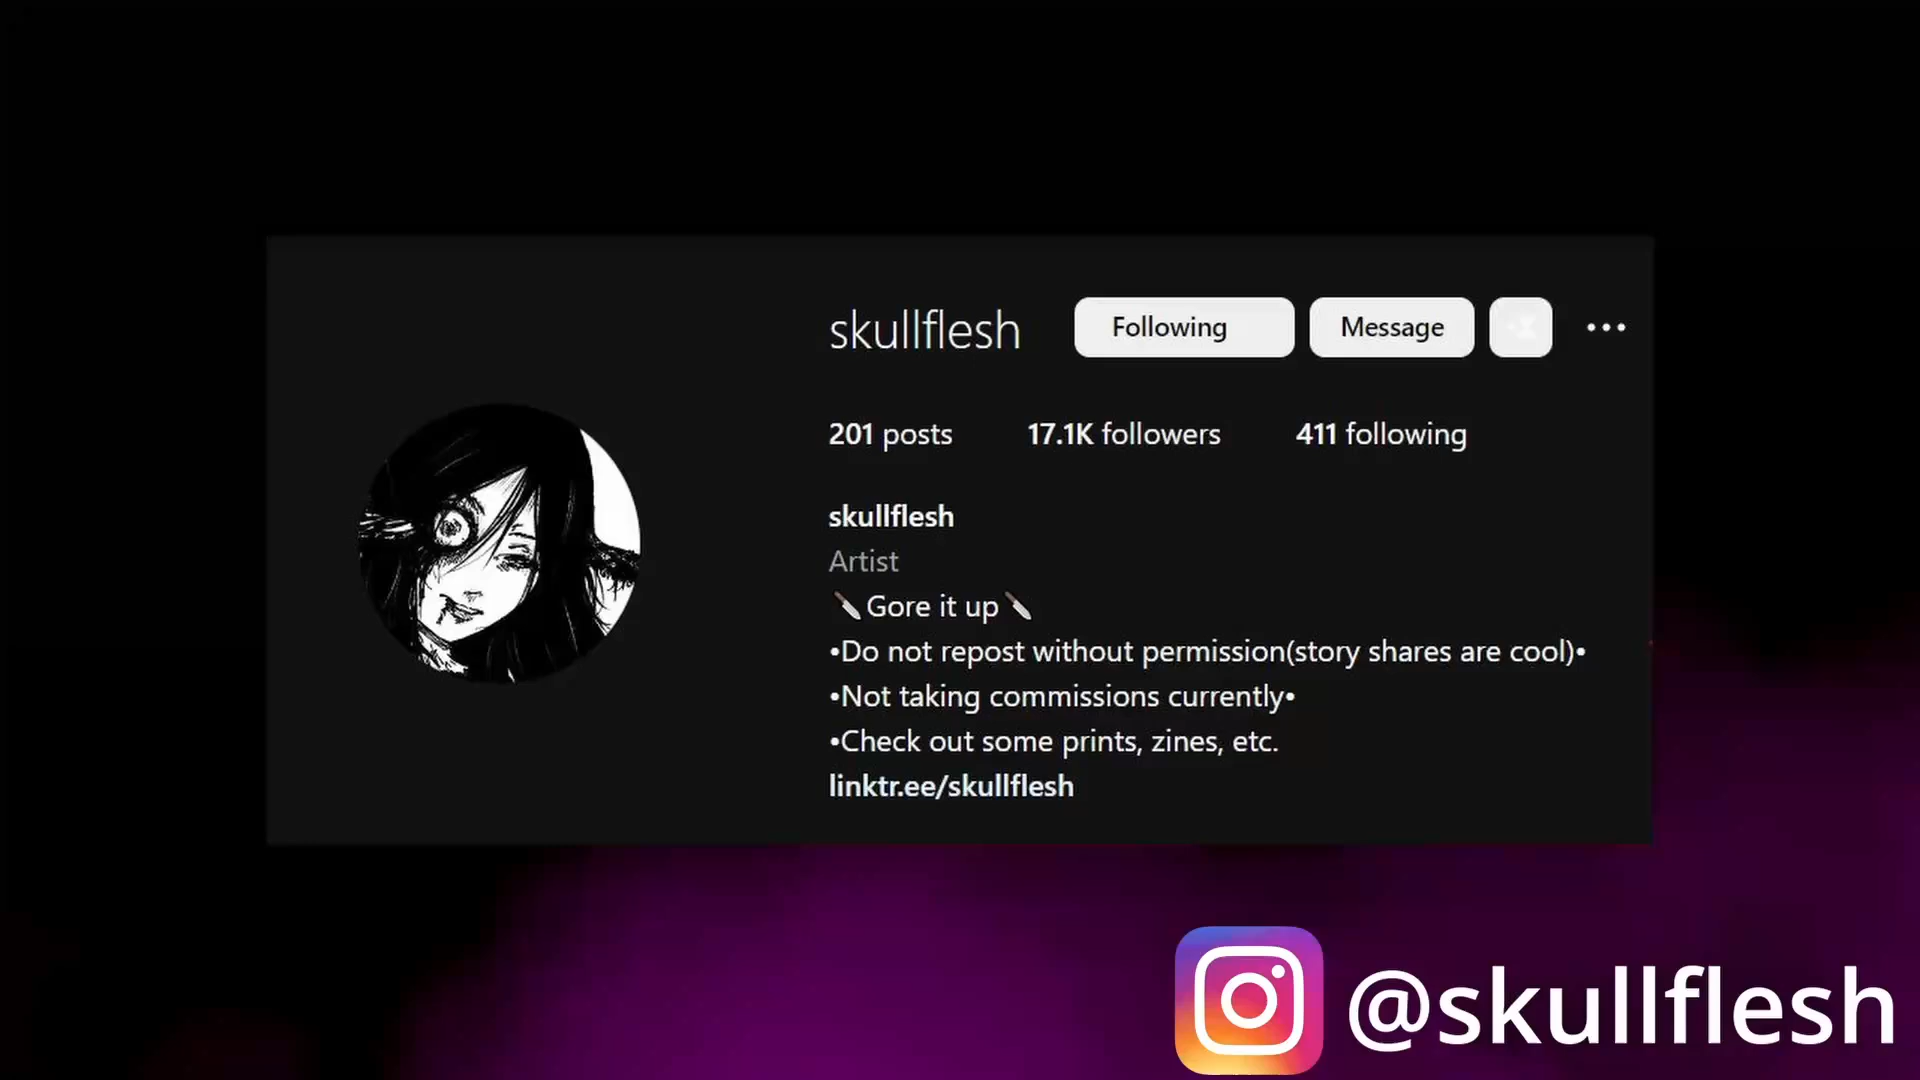 skullflesh Following Message
201 posts 17.1K followers 411 following
skullflesh
Artist
🔪Gore it up🔪
•Do not repost without permission(story shares are cool)•
•Not taking commissions currently•
•Check out some prints, zines, etc.
linktr.ee/skullflesh
@skullflesh